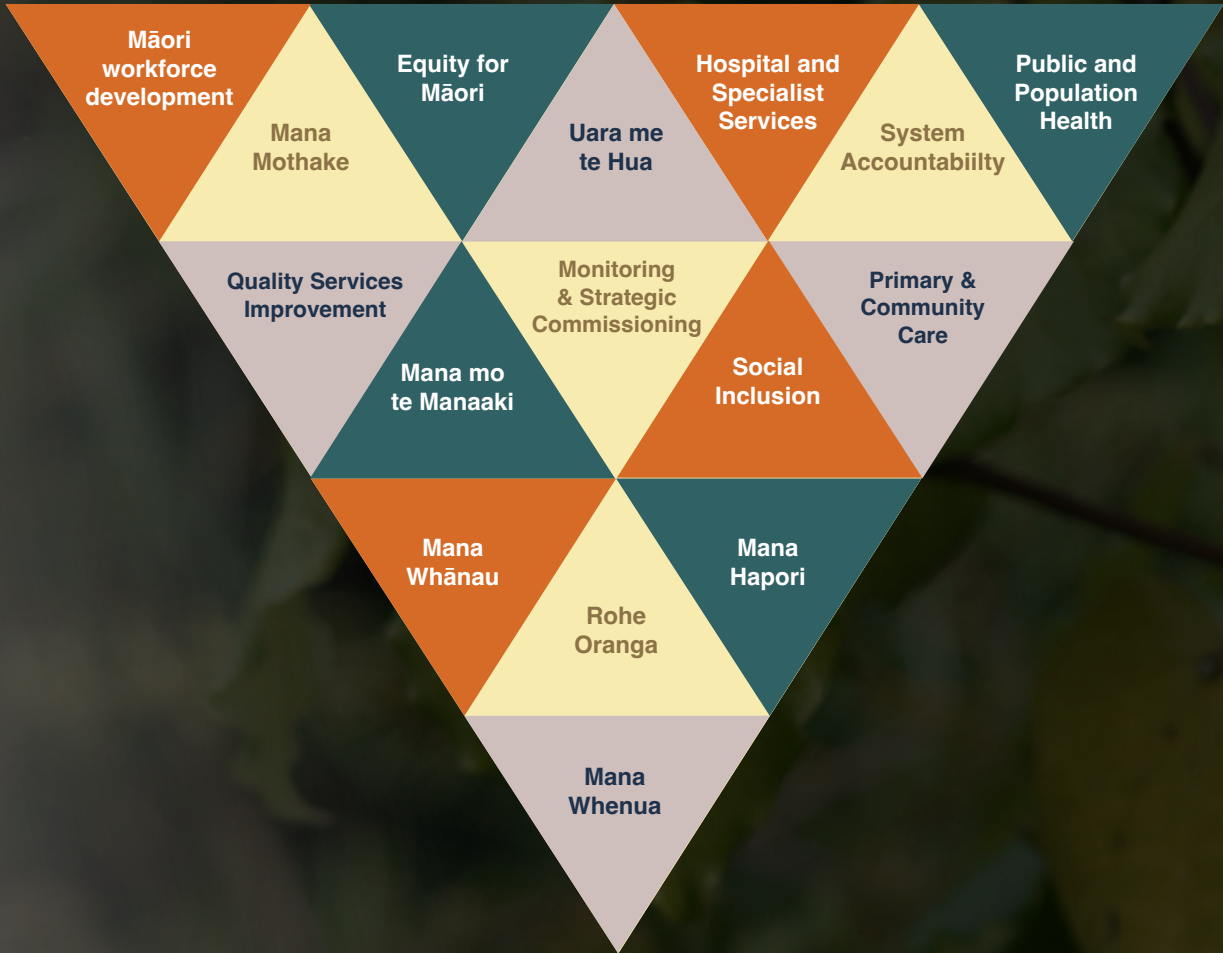 Māori
workforce
development
Mana
Mothake
Equity for
Māori
Uara me
te Hua
Hospital and
Specialist
Services
System
Accountabiilty
Public and
Population
Health
Quality Services
Improvement
Mana mo
te Manaaki
Monitoring
& Strategic
Commissioning
Social
Inclusion
Primary &
Community
Care
Mana
Whānau
Rohe
Oranga
Mana
Hapori
Mana
Whenua